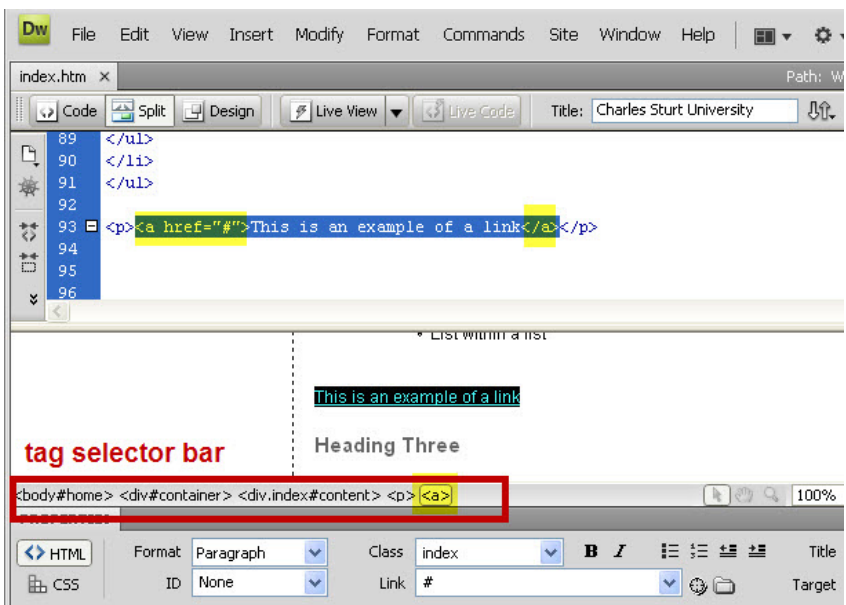 Dw File Edit View Insert Modify Format Commands Site Window Help
index.htm × Path: W
Code Split Design Live View Live Code Title: Charles Sturt University
89 </ul>
90 </li>
91 </ul>
92
93 <p><a href="#">This is an example of a link</a></p>
94
95
96
• List within a list
This is an example of a link
Heading Three
tag selector bar
<body#home> <div#container> <div.index#content> <p> <a> 100%
PROPERTIES
<> HTML Format Paragraph Class index B I Title
CSS ID None Link # Target